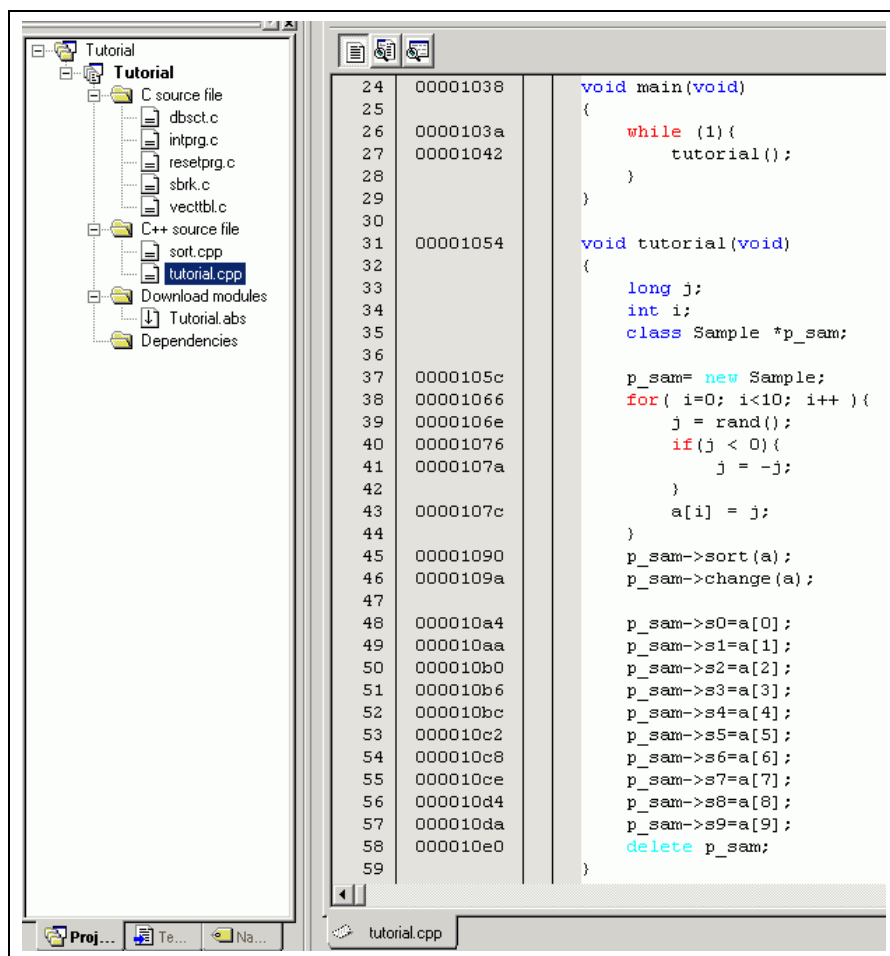 Tutorial
Tutorial
C source file
dbsct.c
intprg.c
resetprg.c
sbrk.c
vecttbl.c
C++ source file
sort.cpp
tutorial.cpp
Download modules
Tutorial.abs
Dependencies
Proj...
Te...
Na...
24 00001038 void main(void)
25 {
26 0000103a while (1){
27 00001042 tutorial();
28 }
29 }
30
31 00001054 void tutorial(void)
32 {
33 long j;
34 int i;
35 class Sample *p_sam;
36
37 0000105c p_sam= new Sample;
38 00001066 for( i=0; i<10; i++ ){
39 0000106e j = rand();
40 00001076 if(j < 0){
41 0000107a j = -j;
42 }
43 0000107c a[i] = j;
44 }
45 00001090 p_sam->sort(a);
46 0000109a p_sam->change(a);
47
48 000010a4 p_sam->s0=a[0];
49 000010aa p_sam->s1=a[1];
50 000010b0 p_sam->s2=a[2];
51 000010b6 p_sam->s3=a[3];
52 000010bc p_sam->s4=a[4];
53 000010c2 p_sam->s5=a[5];
54 000010c8 p_sam->s6=a[6];
55 000010ce p_sam->s7=a[7];
56 000010d4 p_sam->s8=a[8];
57 000010da p_sam->s9=a[9];
58 000010e0 delete p_sam;
59 }
tutorial.cpp